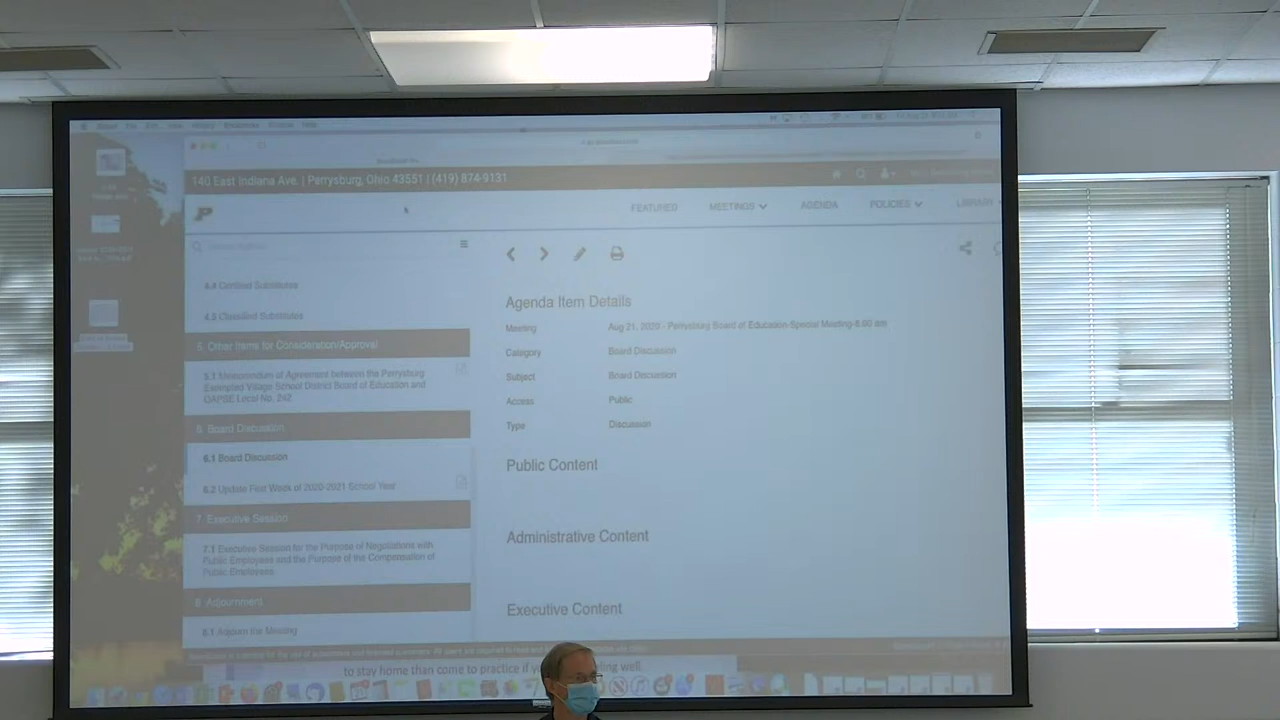 140 East Indiana Ave. | Perrysburg, Ohio 43551 | (419) 874-9131
P
FEATURED
MEETINGS
AGENDA
POLICIES
LIBRARY
4.4 Certified Substitutes
4.5 Classified Substitutes
5. Other Items for Consideration/Approval
5.1 Memorandum of Agreement between the Perrysburg
Exempted Village School District Board of Education and
OAPSE Local No. 242
6. Board Discussion
6.1 Board Discussion
6.2 Update First Week of 2020-2021 School Year
7. Executive Session
7.1 Executive Session for the Purpose of Negotiations with
Public Employees and the Purpose of the Compensation of
Public Employees
8. Adjournment
8.1 Adjourn the Meeting
Agenda Item Details
Meeting
Aug 21, 2020 - Perrysburg Board of Education-Special Meeting-8:00 am
Category
Board Discussion
Subject
Board Discussion
Access
Public
Type
Discussion
Public Content
Administrative Content
Executive Content
to stay home than come to practice if
well